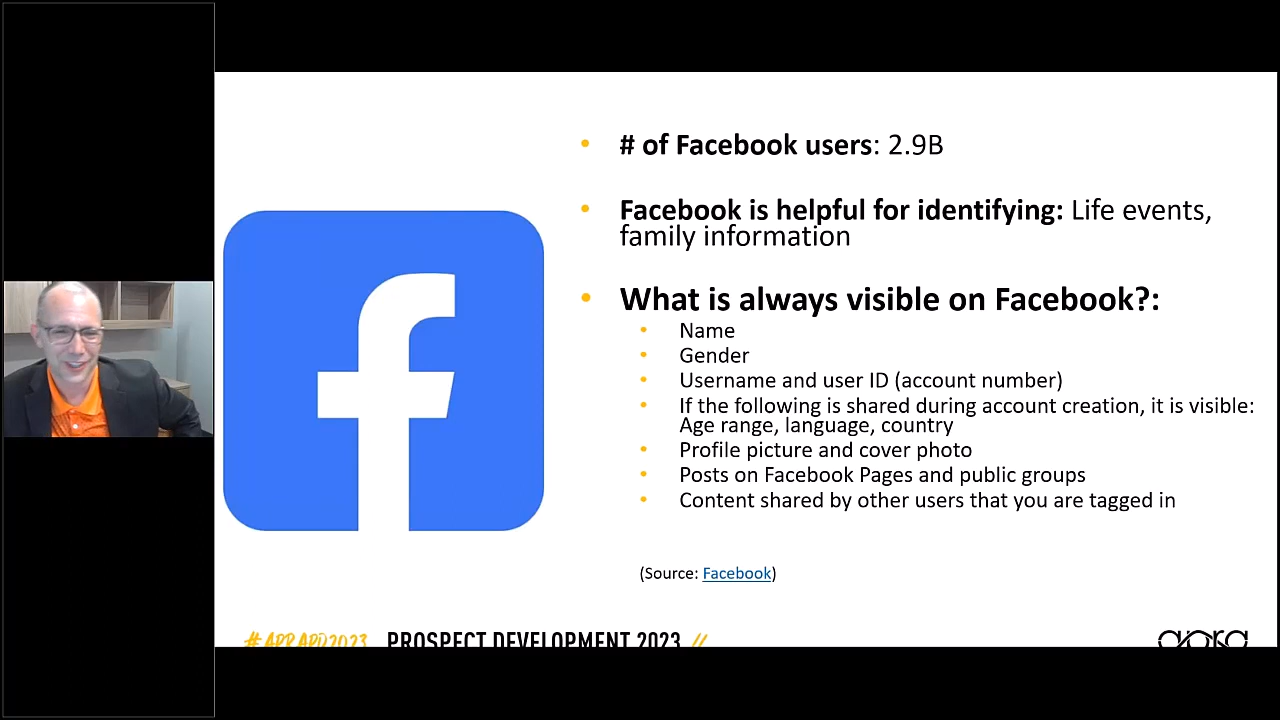 # of Facebook users: 2.9B
Facebook is helpful for identifying: Life events,
family information
What is always visible on Facebook?:
Name
Gender
Username and user ID (account number)
If the following is shared during account creation, it is visible:
Age range, language, country
Profile picture and cover photo
Posts on Facebook Pages and public groups
Content shared by other users that you are tagged in
(Source: Facebook)
#APRAPD2023 PROSPECT DEVELOPMENT 2023 //
apra